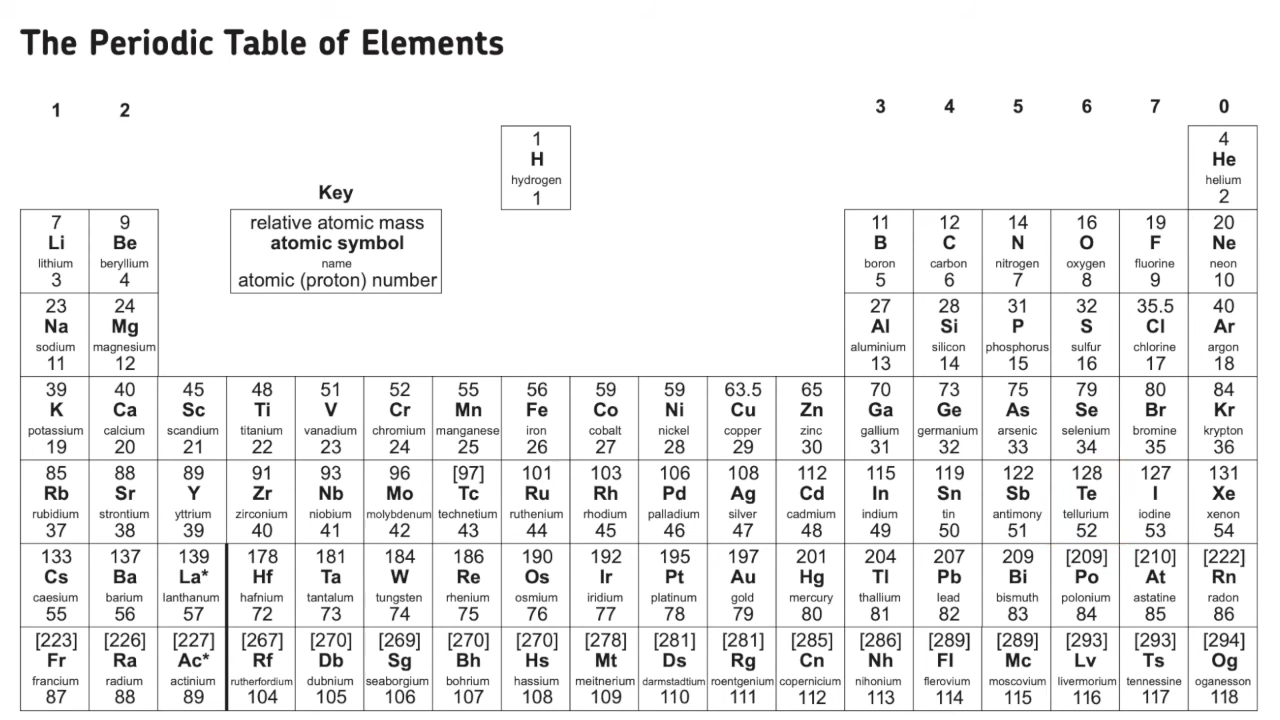 The Periodic Table of Elements
1 2 3 4 5 6 7 0
1 4
H He
hydrogen helium
1 2
Key
relative atomic mass
atomic symbol
name
atomic (proton) number
7 9 11 12 14 16 19 20
Li Be B C N O F Ne
lithium beryllium boron carbon nitrogen oxygen fluorine neon
3 4 5 6 7 8 9 10
23 24 27 28 31 32 35.5 40
Na Mg Al Si P S Cl Ar
sodium magnesium aluminium silicon phosphorus sulfur chlorine argon
11 12 13 14 15 16 17 18
39 40 45 48 51 52 55 56 59 59 63.5 65 70 73 75 79 80 84
K Ca Sc Ti V Cr Mn Fe Co Ni Cu Zn Ga Ge As Se Br Kr
potassium calcium scandium titanium vanadium chromium manganese iron cobalt nickel copper zinc gallium germanium arsenic selenium bromine krypton
19 20 21 22 23 24 25 26 27 28 29 30 31 32 33 34 35 36
85 88 89 91 93 96 [97] 101 103 106 108 112 115 119 122 128 127 131
Rb Sr Y Zr Nb Mo Tc Ru Rh Pd Ag Cd In Sn Sb Te I Xe
rubidium strontium yttrium zirconium niobium molybdenum technetium ruthenium rhodium palladium silver cadmium indium tin antimony tellurium iodine xenon
37 38 39 40 41 42 43 44 45 46 47 48 49 50 51 52 53 54
133 137 139 178 181 184 186 190 192 195 197 201 204 207 209 [209] [210] [222]
Cs Ba La* Hf Ta W Re Os Ir Pt Au Hg Tl Pb Bi Po At Rn
caesium barium lanthanum hafnium tantalum tungsten rhenium osmium iridium platinum gold mercury thallium lead bismuth polonium astatine radon
55 56 57 72 73 74 75 76 77 78 79 80 81 82 83 84 85 86
[223] [226] [227] [267] [270] [269] [270] [270] [278] [281] [281] [285] [286] [289] [289] [293] [293] [294]
Fr Ra Ac* Rf Db Sg Bh Hs Mt Ds Rg Cn Nh Fl Mc Lv Ts Og
francium radium actinium rutherfordium dubnium seaborgium bohrium hassium meitnerium darmstadtium roentgenium copernicium nihonium flerovium moscovium livermorium tennessine oganesson
87 88 89 104 105 106 107 108 109 110 111 112 113 114 115 116 117 118